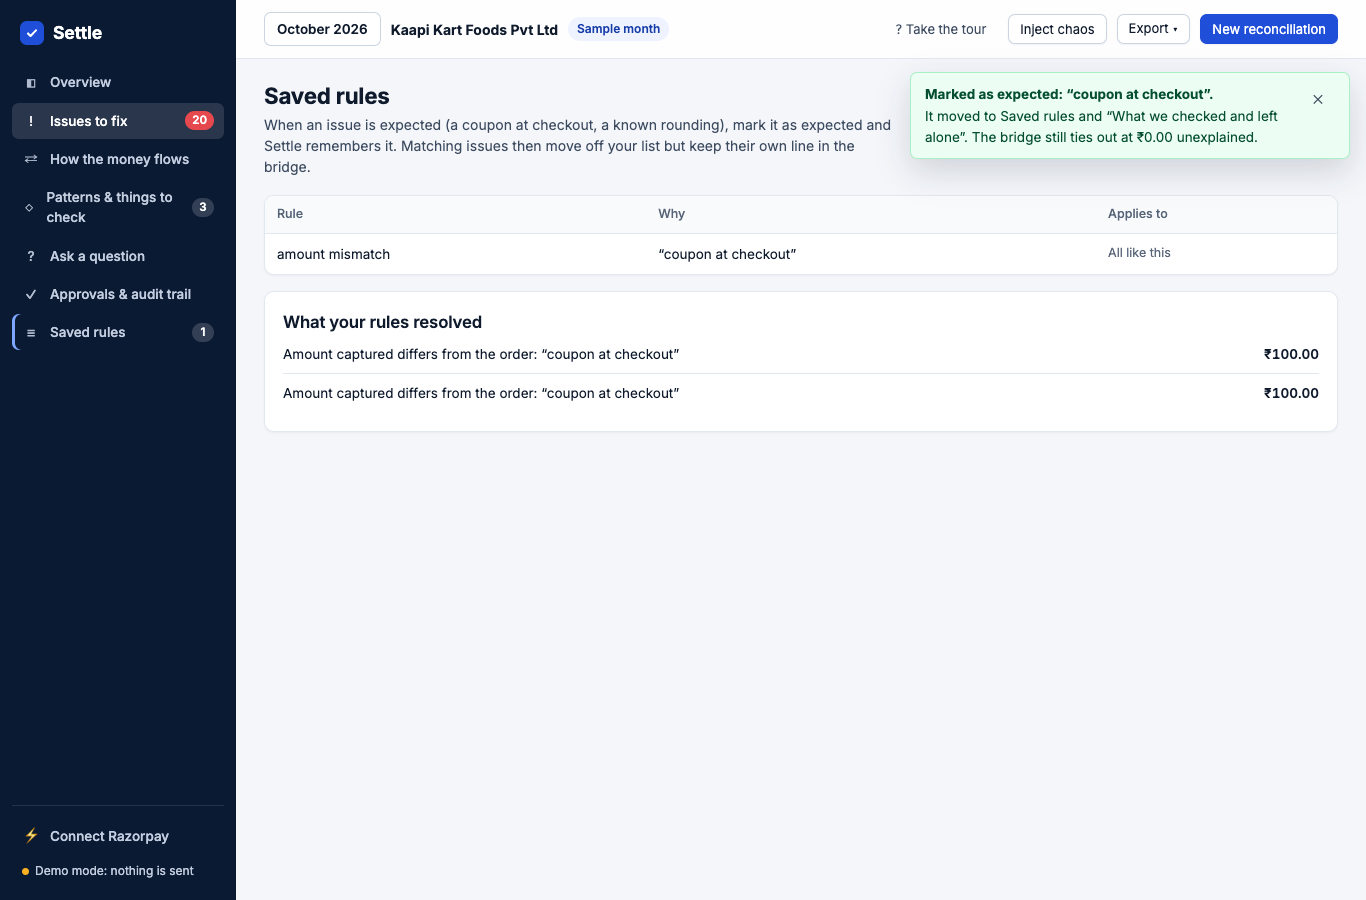 Settle
Overview
! Issues to fix 20
How the money flows
Patterns & things to
check
3
? Ask a question
Approvals & audit trail
Saved rules 1
Connect Razorpay
Demo mode: nothing is sent
October 2026 Kaapi Kart Foods Pvt Ltd Sample month ? Take the tour Inject chaos Export New reconciliation
Marked as expected: “coupon at checkout”.
It moved to Saved rules and “What we checked and left
alone”. The bridge still ties out at ₹0.00 unexplained.
Saved rules
When an issue is expected (a coupon at checkout, a known rounding), mark it as expected and
Settle remembers it. Matching issues then move off your list but keep their own line in the
bridge.
Rule Why Applies to
amount mismatch “coupon at checkout” All like this
What your rules resolved
Amount captured differs from the order: “coupon at checkout” ₹100.00
Amount captured differs from the order: “coupon at checkout” ₹100.00